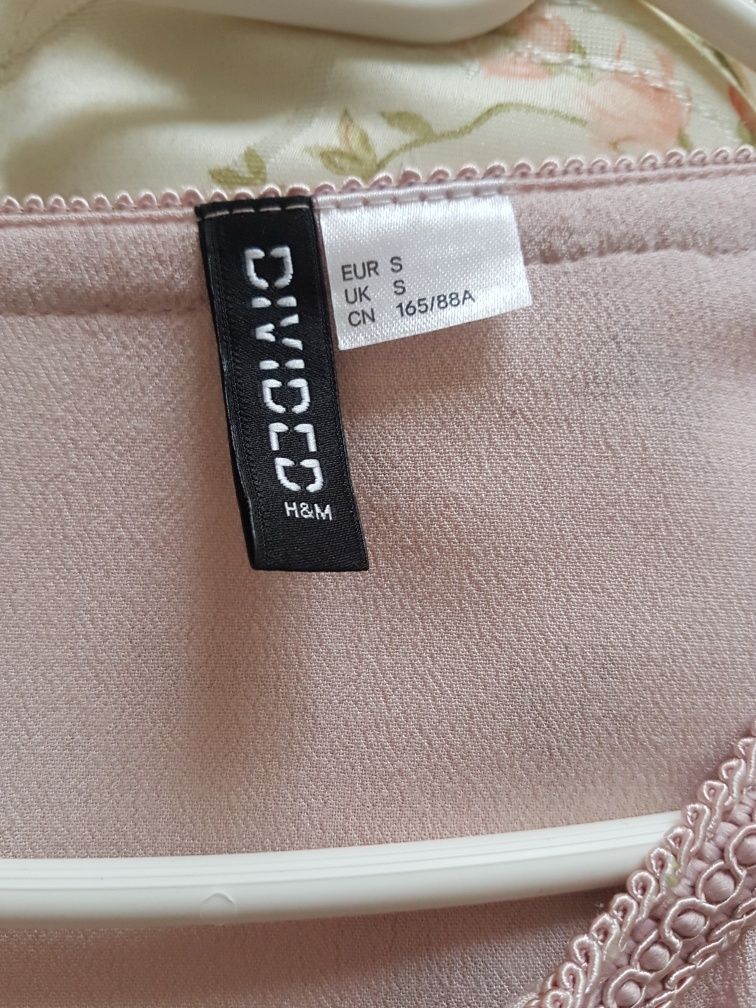 DIVIDED
H&M
EUR S
UK S
CN 165/88A